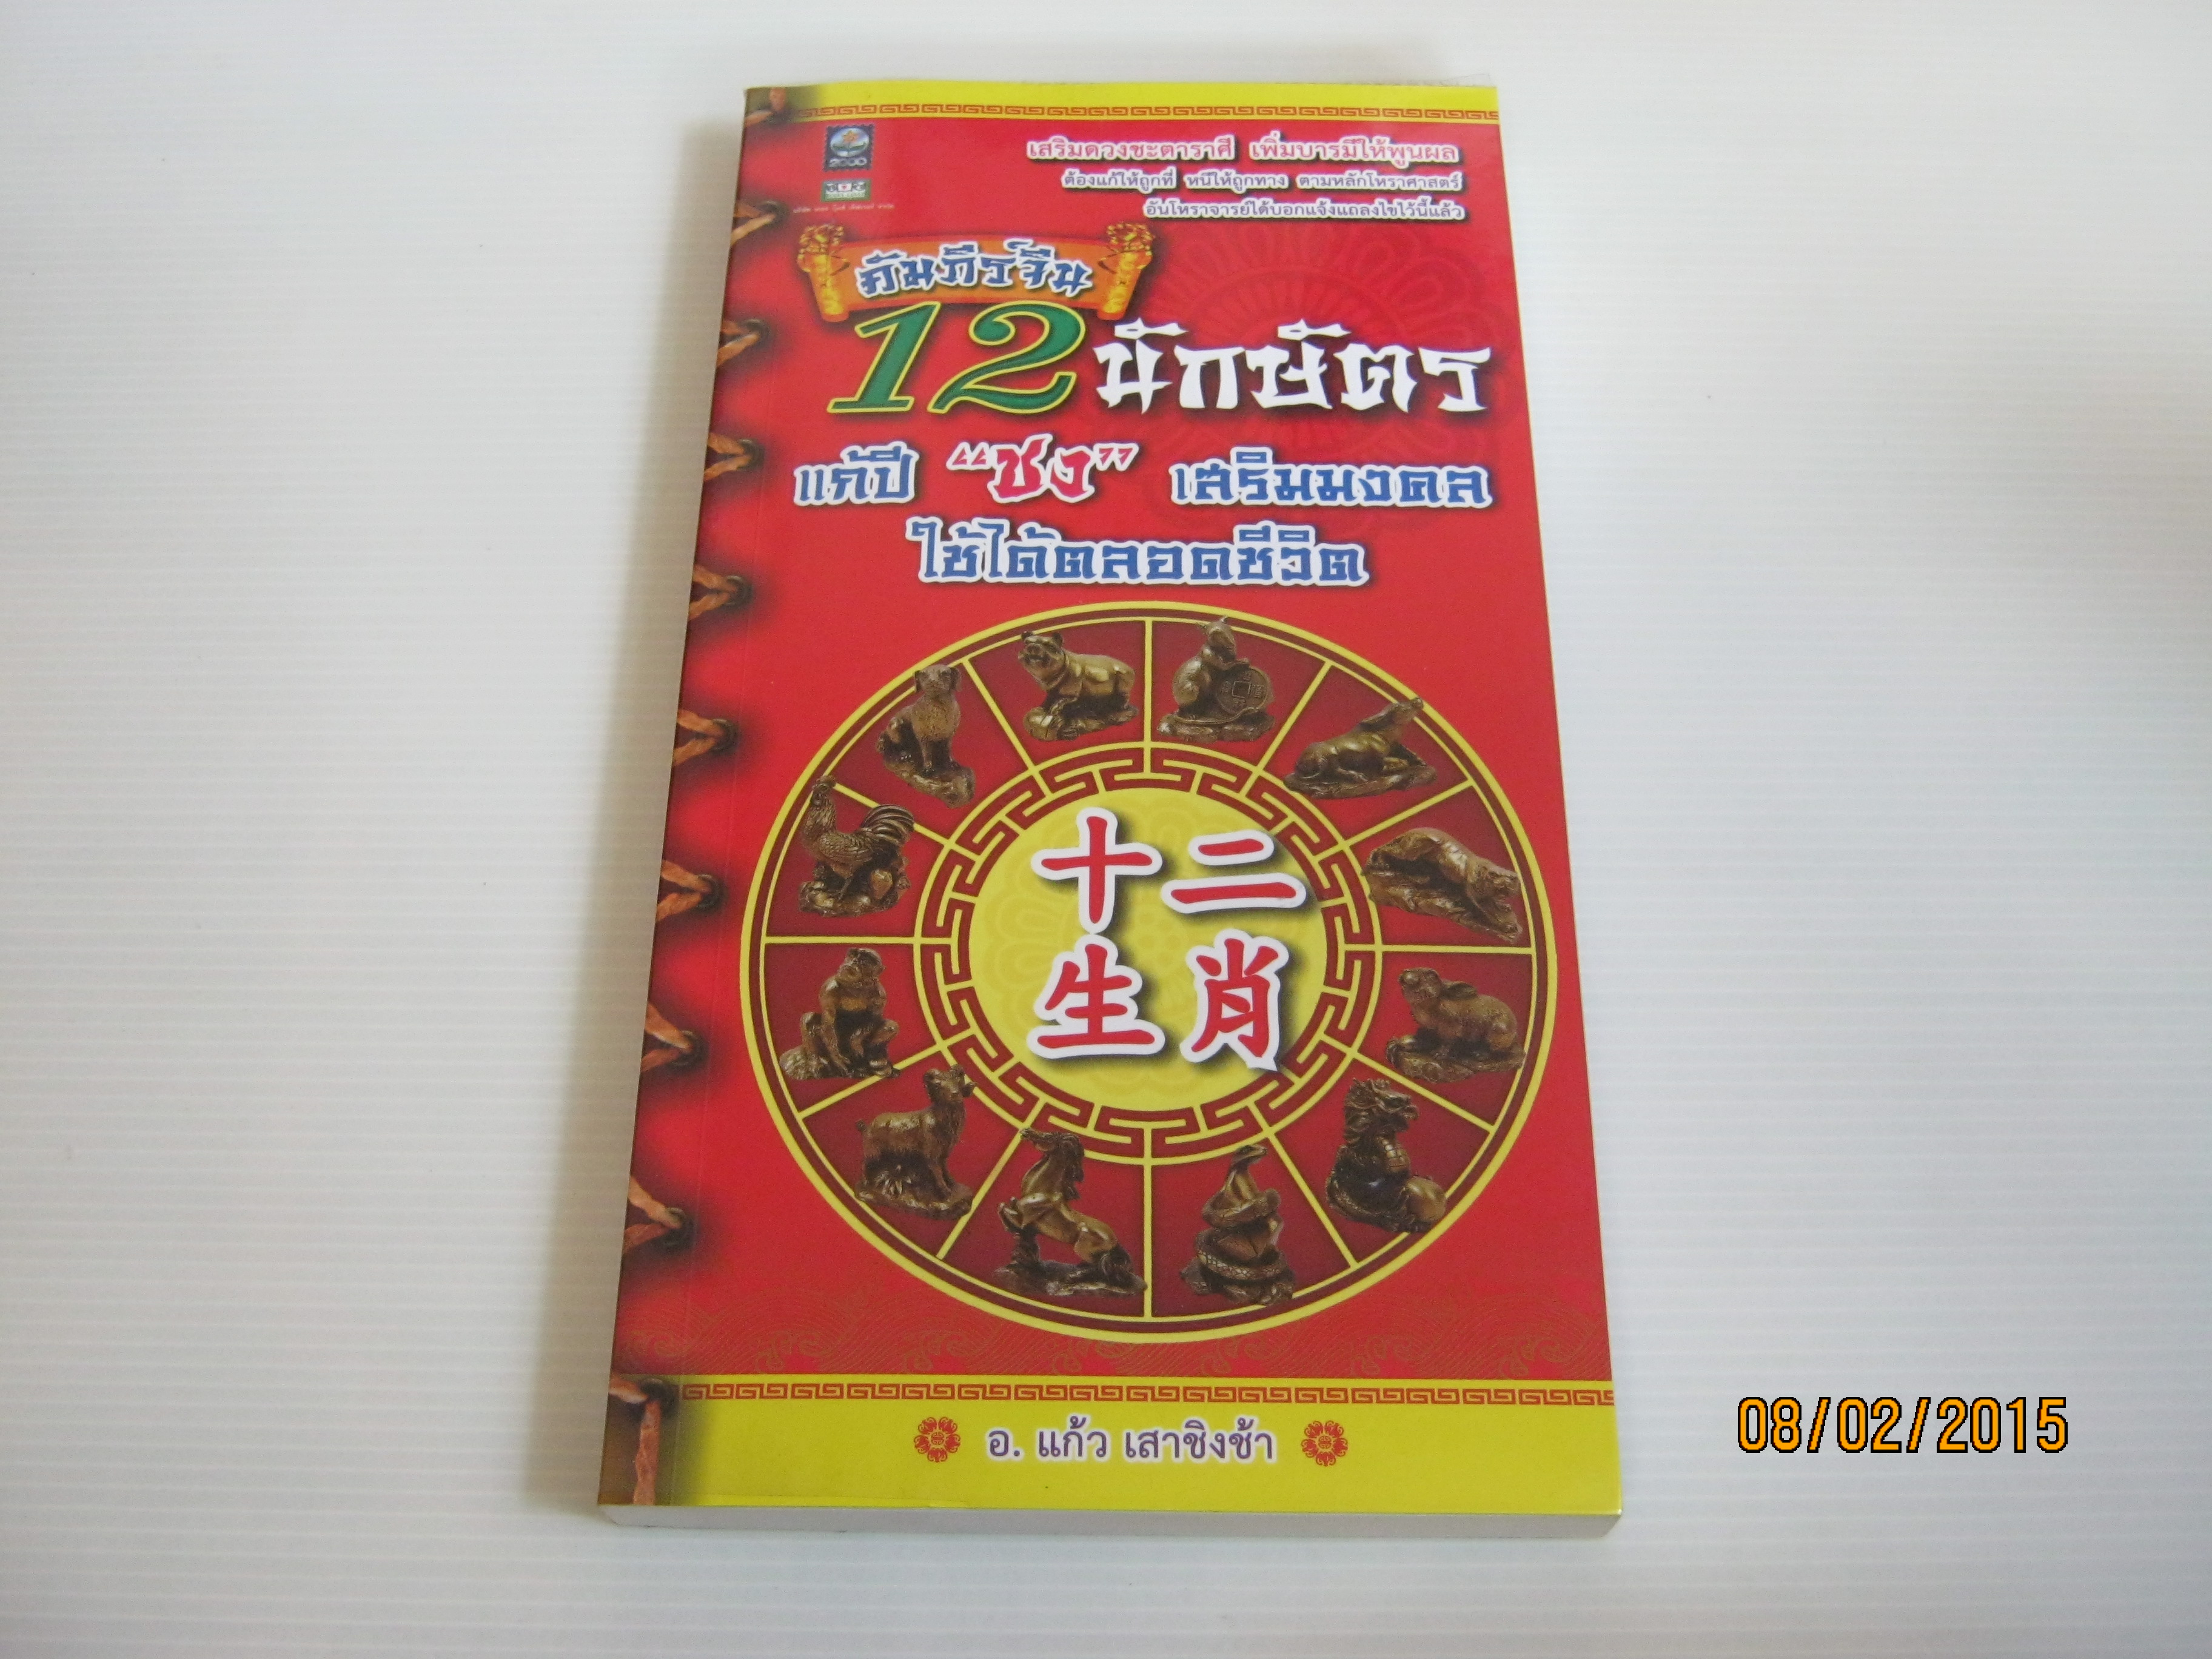 2000
เสริมดวงชะตาราศี เพิ่มบารมีให้พูนผล
ต้องแก้ให้ถูกที่ หนีให้ถูกทาง ตามหลักโหราศาสตร์
อันโหราจารย์ได้บอกแจ้งแถลงไขไว้นี้แล้ว
คัมภีร์จีน
12 นักษัตร
แก้ปี “ชง” เสริมมงคล
ใช้ได้ตลอดชีวิต
十二
生肖
อ. แก้ว เสาชิงช้า
08/02/2015